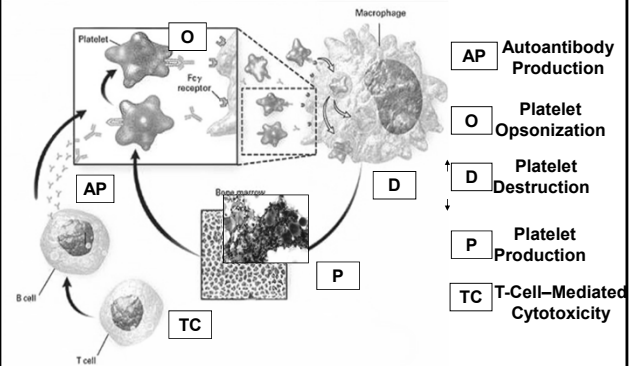 Macrophage
Platelet
O
Fcγ
receptor
AP
D
Bone marrow
P
B cell
TC
T cell
AP Autoantibody
Production
O Platelet
Opsonization
D Platelet
Destruction
P Platelet
Production
TC T-Cell–Mediated
Cytotoxicity